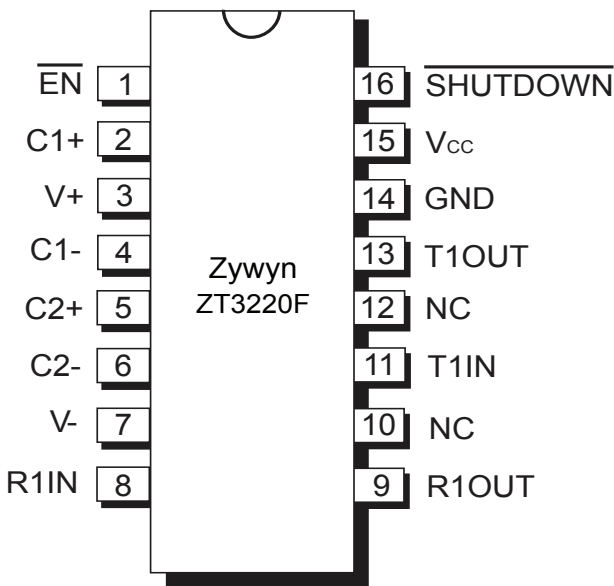 EN 1 16 SHUTDOWN
C1+ 2 15 VCC
V+ 3 14 GND
C1- 4 13 T1OUT
Zywyn
ZT3220F
C2+ 5 12 NC
C2- 6 11 T1IN
V- 7 10 NC
R1IN 8 9 R1OUT